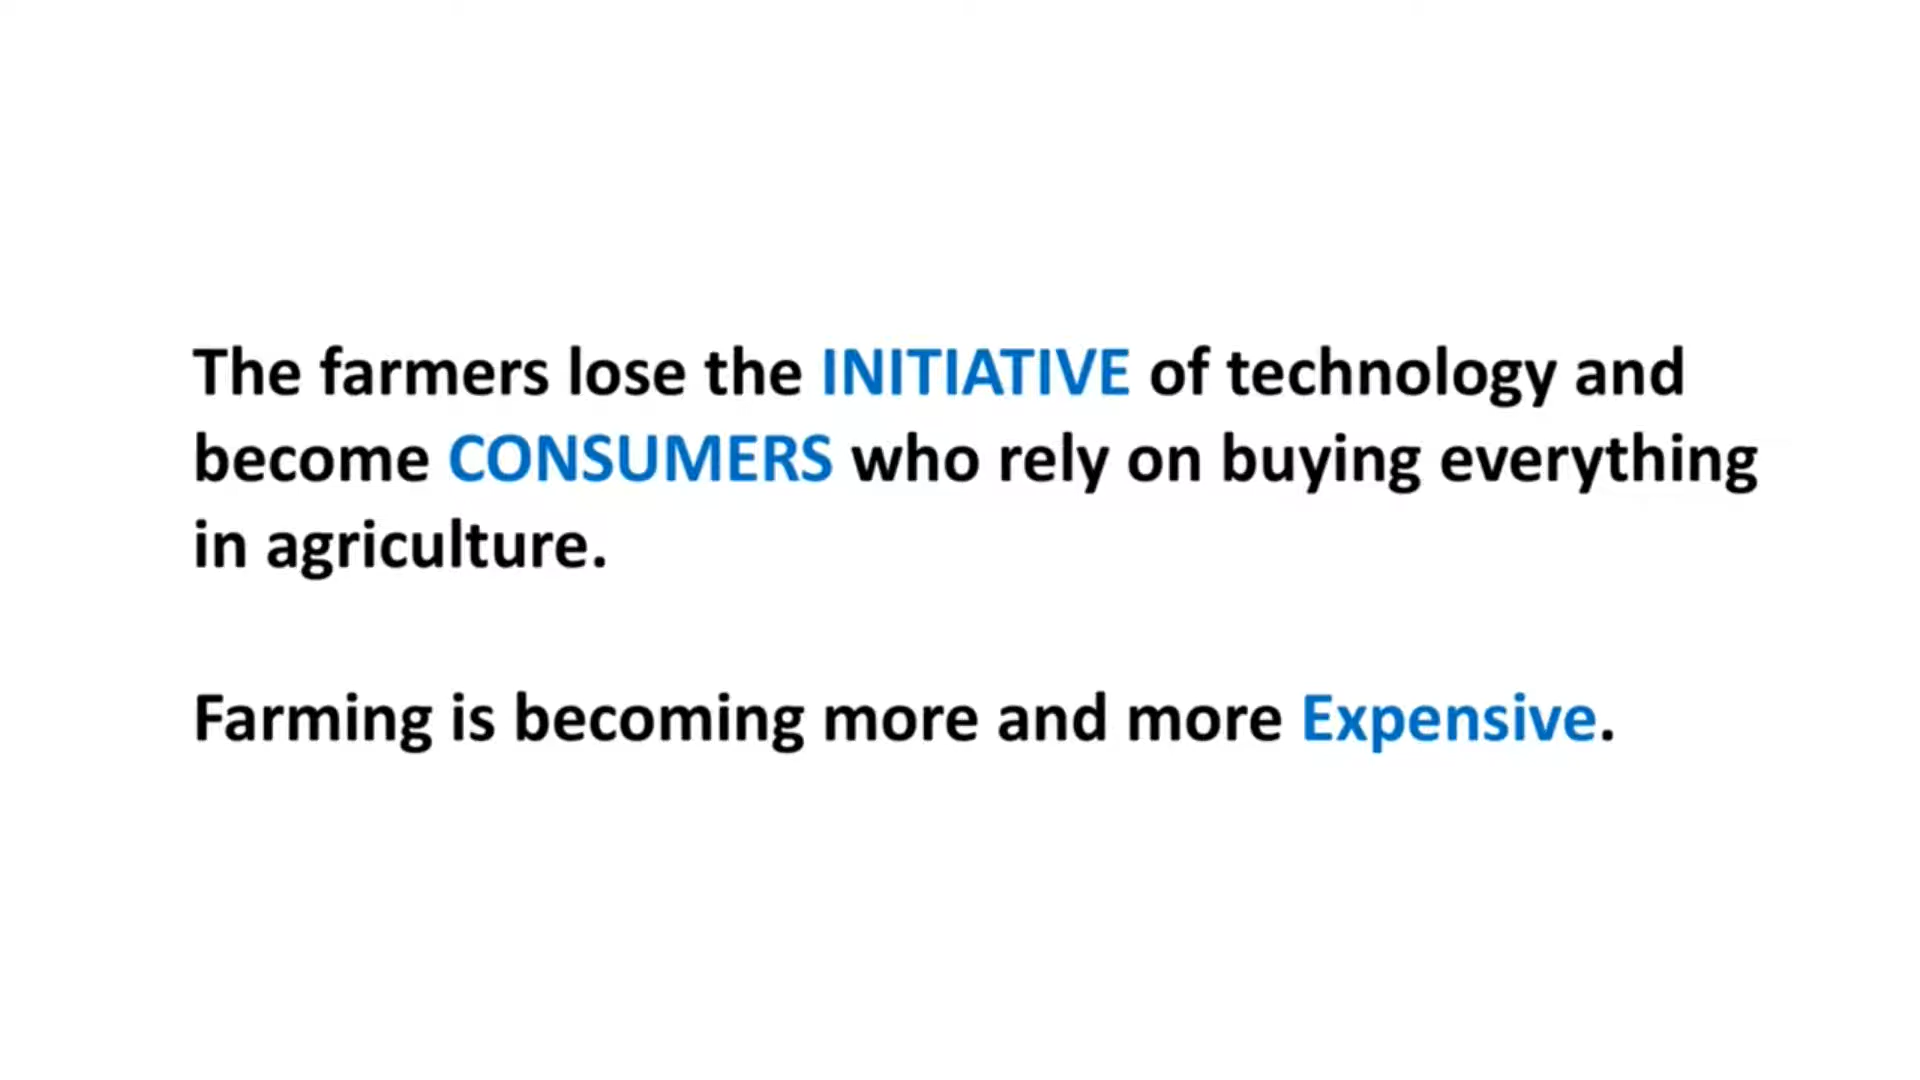 The farmers lose the INITIATIVE of technology and
become CONSUMERS who rely on buying everything
in agriculture.
Farming is becoming more and more Expensive.